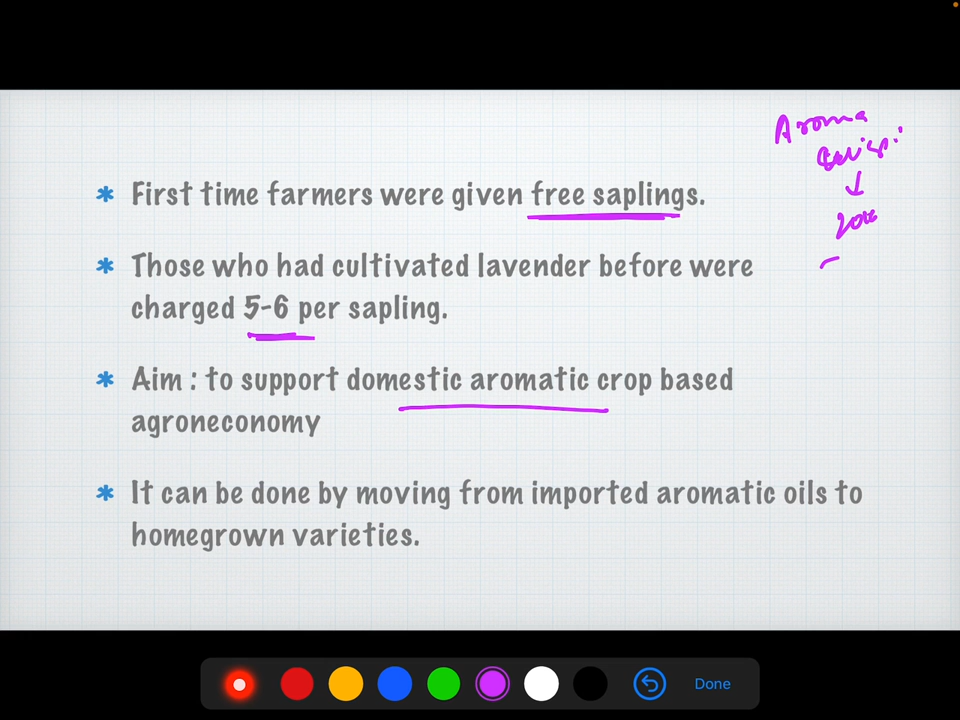 Aroma
* First time farmers were given free saplings.
* Those who had cultivated lavender before were
charged 5-6 per sapling.
* Aim : to support domestic aromatic crop based
agroneconomy
* It can be done by moving from imported aromatic oils to
homegrown varieties.
Done